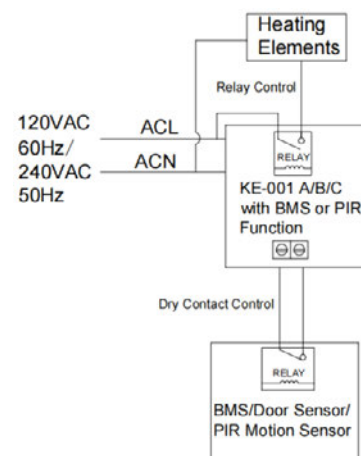 Heating
Elements
Relay Control
120VAC
60Hz/
240VAC
50Hz
ACL
ACN
RELAY
KE-001 A/B/C
with BMS or PIR
Function
Dry Contact Control
RELAY
BMS/Door Sensor/
PIR Motion Sensor